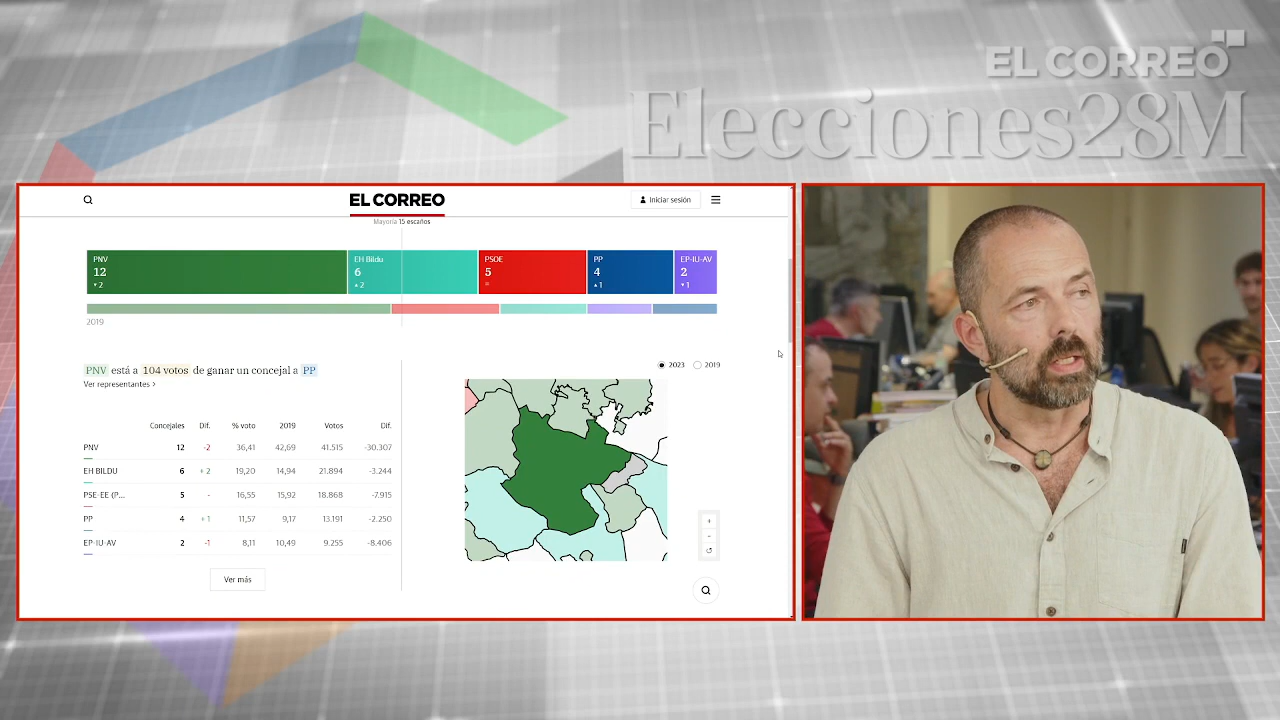 EL CORREO
Elecciones28M
EL CORREO
Iniciar sesión
Mayoría 15 escaños
PNV
12
▾ 2
EH Bildu
6
▴ 2
PSOE
5
=
PP
4
▴ 1
EP-IU-AV
2
▾ 1
2019
PNV está a 104 votos de ganar un concejal a PP
Ver representantes ›
2023 2019
Concejales Dif. % voto 2019 Votos Dif.
PNV 12 -2 36,41 42,69 41.515 -30.307
EH BILDU 6 + 2 19,20 14,94 21.894 -3.244
PSE-EE (P... 5 - 16,55 15,92 18.868 -7.915
PP 4 + 1 11,57 9,17 13.191 -2.250
EP-IU-AV 2 -1 8,11 10,49 9.255 -8.406
Ver más
+
-